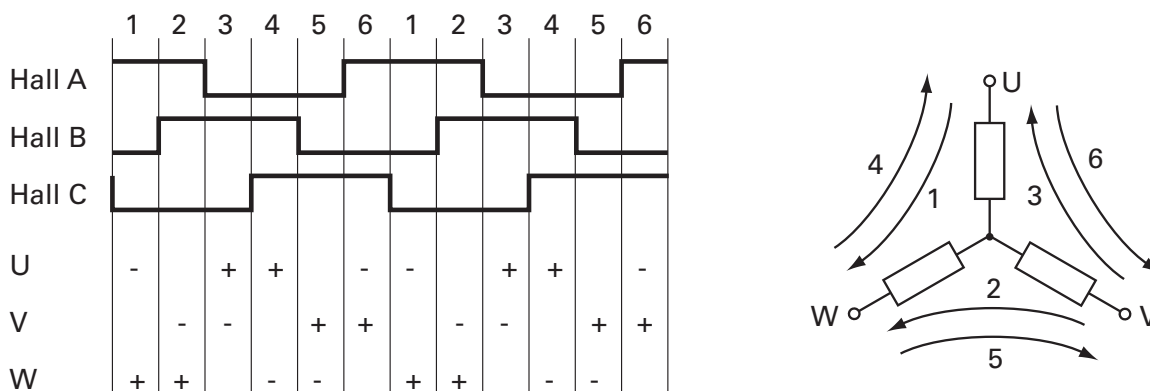 1 2 3 4 5 6 1 2 3 4 5 6
Hall A
Hall B
Hall C
U - + + - - + + -
V - - + + - - + +
W + + - - + + - -
U
4 1 3 6
W 2 V
5